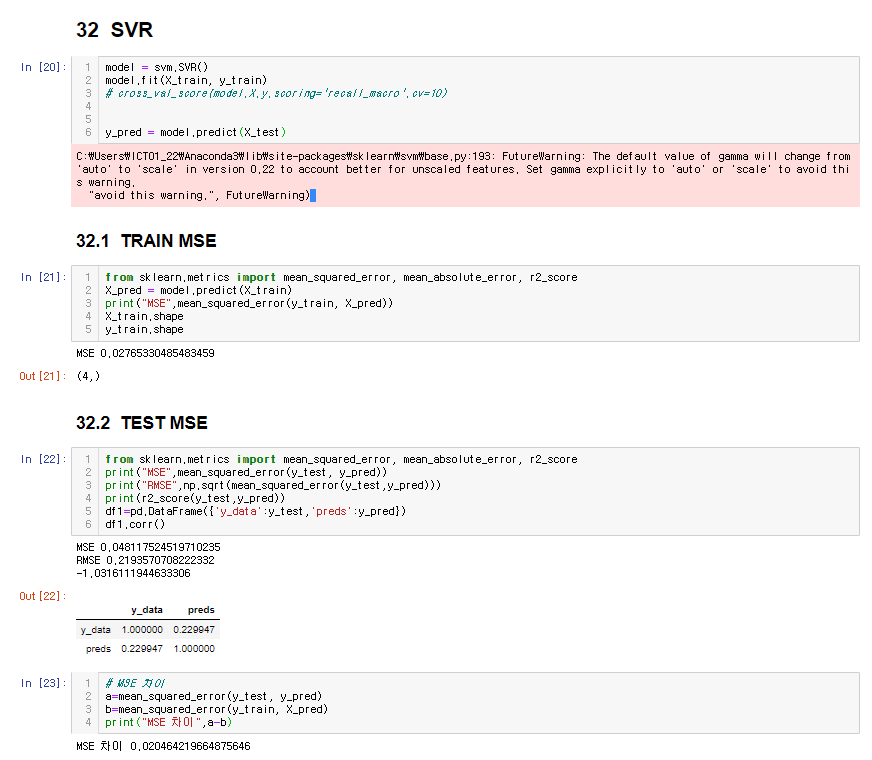 32 SVR
In [20]:
1 model = svm.SVR()
2 model.fit(X_train, y_train)
3 # cross_val_score(model,X,y,scoring='recall_macro',cv=10)
4
5
6 y_pred = model.predict(X_test)
C:₩Users₩ICT01_22₩Anaconda3₩lib₩site-packages₩sklearn₩svm₩base.py:193: FutureWarning: The default value of gamma will change from
'auto' to 'scale' in version 0.22 to account better for unscaled features. Set gamma explicitly to 'auto' or 'scale' to avoid thi
s warning.
"avoid this warning.", FutureWarning)
32.1 TRAIN MSE
In [21]:
1 from sklearn.metrics import mean_squared_error, mean_absolute_error, r2_score
2 X_pred = model.predict(X_train)
3 print("MSE",mean_squared_error(y_train, X_pred))
4 X_train.shape
5 y_train.shape
MSE 0.02765330485483459
Out[21]: (4,)
32.2 TEST MSE
In [22]:
1 from sklearn.metrics import mean_squared_error, mean_absolute_error, r2_score
2 print("MSE",mean_squared_error(y_test, y_pred))
3 print("RMSE",np.sqrt(mean_squared_error(y_test,y_pred)))
4 print(r2_score(y_test,y_pred))
5 df1=pd.DataFrame({'y_data':y_test,'preds':y_pred})
6 df1.corr()
MSE 0.048117524519710235
RMSE 0.2193570708222332
-1.0316111944633306
Out[22]:
y_data preds
y_data 1.000000 0.229947
preds 0.229947 1.000000
In [23]:
1 # MSE 차이
2 a=mean_squared_error(y_test, y_pred)
3 b=mean_squared_error(y_train, X_pred)
4 print("MSE 차이",a-b)
MSE 차이 0.020464219664875646